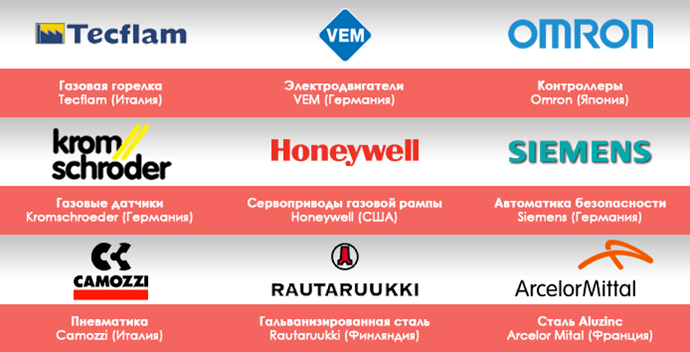 Tecflam
VEM
OMRON
Газовая горелка
Tecflam (Италия)
Электродвигатели
VEM (Германия)
Контроллеры
Omron (Япония)
krom
schroder
Honeywell
SIEMENS
Газовые датчики
Kromschroeder (Германия)
Сервоприводы газовой рампы
Honeywell (США)
Автоматика безопасности
Siemens (Германия)
CAMOZZI
RAUTARUUKKI
ArcelorMittal
Пневматика
Camozzi (Италия)
Гальванизированная сталь
Rautaruukki (Финляндия)
Сталь Aluzinc
Arcelor Mital (Франция)